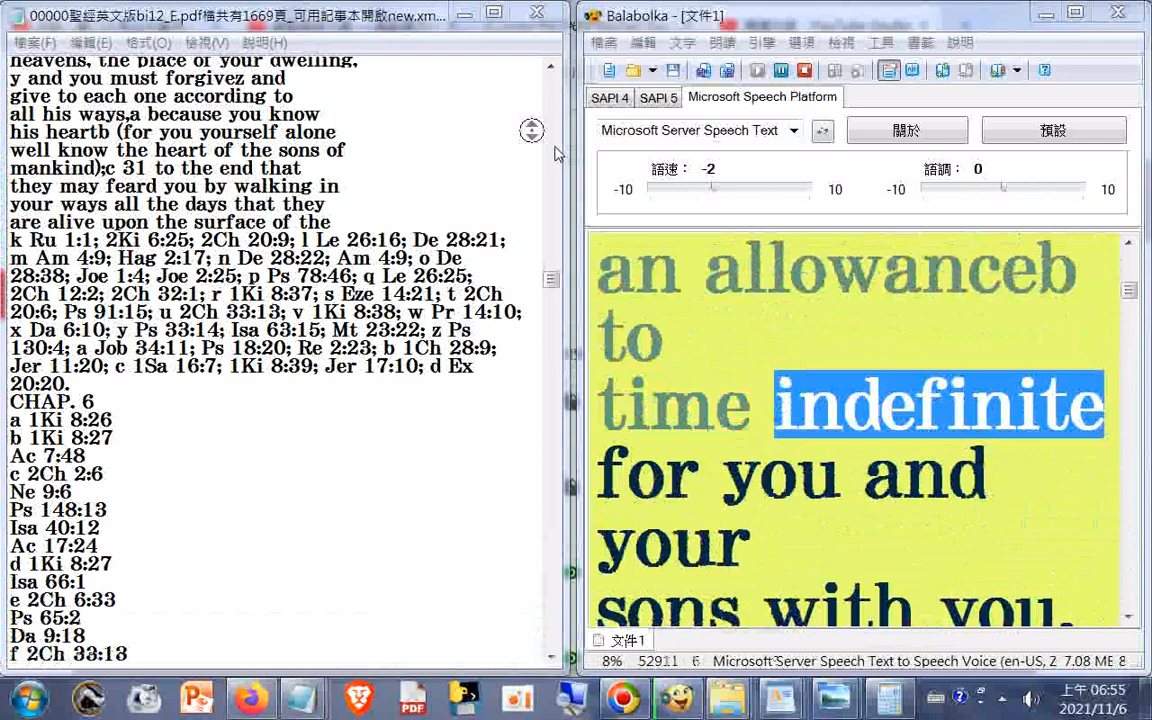 00000聖經英文版bi12_E.pdf檔共有1669頁_可用記事本開啟new.xm...
檔案(F) 編輯(E) 格式(O) 檢視(V) 說明(H)
heavens, the place of your dwelling,
y and you must forgivez and
give to each one according to
all his ways,a because you know
his heartb (for you yourself alone
well know the heart of the sons of
mankind);c 31 to the end that
they may feard you by walking in
your ways all the days that they
are alive upon the surface of the
k Ru 1:1; 2Ki 6:25; 2Ch 20:9; l Le 26:16; De 28:21;
m Am 4:9; Hag 2:17; n De 28:22; Am 4:9; o De
28:38; Joe 1:4; Joe 2:25; p Ps 78:46; q Le 26:25;
2Ch 12:2; 2Ch 32:1; r 1Ki 8:37; s Eze 14:21; t 2Ch
20:6; Ps 91:15; u 2Ch 33:13; v 1Ki 8:38; w Pr 14:10;
x Da 6:10; y Ps 33:14; Isa 63:15; Mt 23:22; z Ps
130:4; a Job 34:11; Ps 18:20; Re 2:23; b 1Ch 28:9;
Jer 11:20; c 1Sa 16:7; 1Ki 8:39; Jer 17:10; d Ex
20:20.
CHAP. 6
a 1Ki 8:26
b 1Ki 8:27
Ac 7:48
c 2Ch 2:6
Ne 9:6
Ps 148:13
Isa 40:12
Ac 17:24
d 1Ki 8:27
Isa 66:1
e 2Ch 6:33
Ps 65:2
Da 9:18
f 2Ch 33:13
Balabolka - [文件1]
檔案 編輯 文字 朗讀 引擎 選項 檢視 工具 書籤 說明
SAPI 4 SAPI 5 Microsoft Speech Platform
Microsoft Server Speech Text 關於 預設
語速： -2 語調： 0
-10 10 -10 10
an allowanceb
to
time indefinite
for you and
your
sons with you.
文件1
8% 52911 6 Microsoft Server Speech Text to Speech Voice (en-US, Z 7.08 MB 8
上午 06:55
2021/11/6